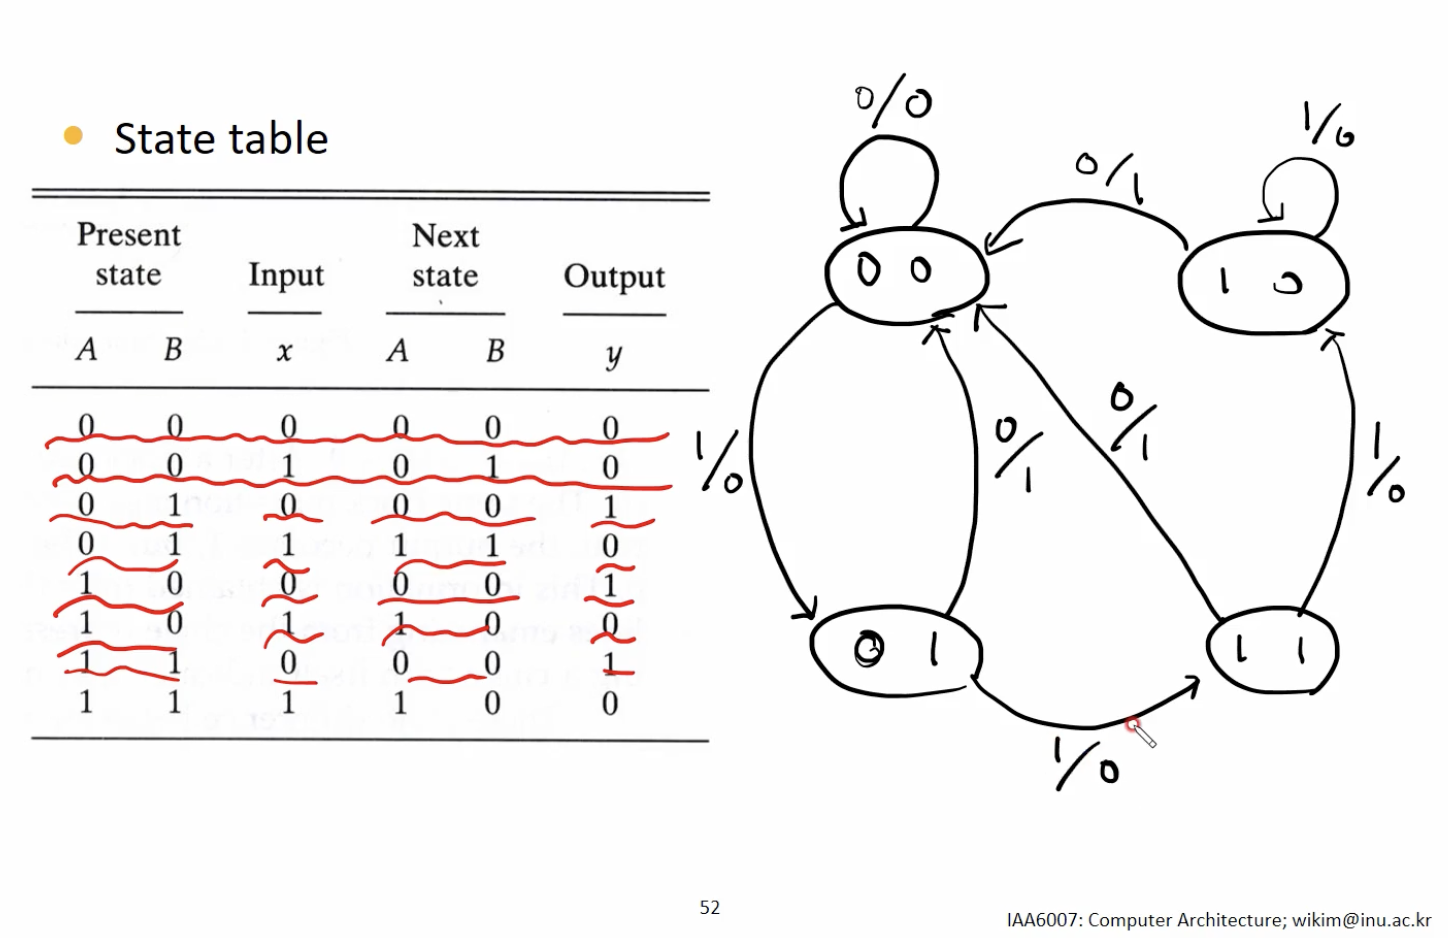 State table
Present state Input Next state Output
A B x A B y
0 0 0 0 0 0
0 0 1 0 1 0
0 1 0 0 0 1
0 1 1 1 1 0
1 0 0 0 0 1
1 0 1 1 0 0
1 1 0 0 0 1
1 1 1 1 0 0
0/0
1/0
0/1
0 0
1 0
1/0
0/1
0/1
1/0
0 1
1 1
1/0
52
IAA6007: Computer Architecture; wikim@inu.ac.kr